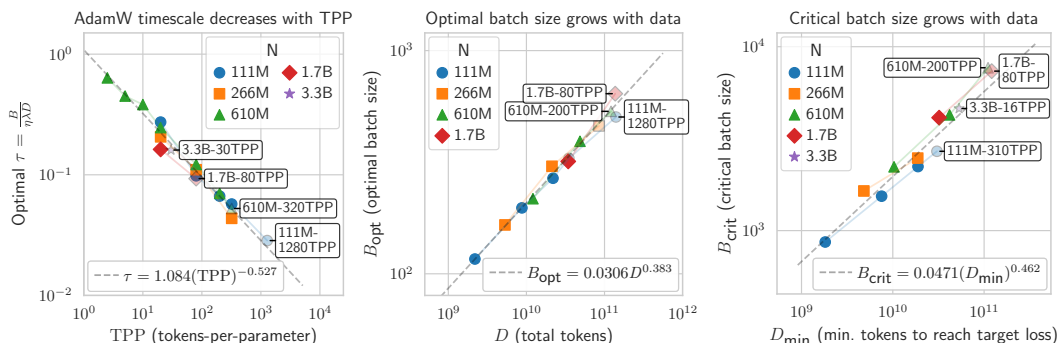 AdamW timescale decreases with TPP
Optimal τ = B/ηλD
10^0
10^-1
10^-2
N
111M
266M
610M
1.7B
3.3B
3.3B-30TPP
1.7B-80TPP
610M-320TPP
111M-
1280TPP
τ = 1.084(TPP)^−0.527
10^0
10^1
10^2
10^3
10^4
TPP (tokens-per-parameter)
Optimal batch size grows with data
B_opt (optimal batch size)
10^3
10^2
N
111M
266M
610M
1.7B
1.7B-80TPP
610M-200TPP
111M-
1280TPP
B_opt = 0.0306D^0.383
10^9
10^10
10^11
10^12
D (total tokens)
Critical batch size grows with data
B_crit (critical batch size)
10^4
10^3
N
111M
266M
610M
1.7B
3.3B
610M-200TPP
1.7B-
80TPP
3.3B-16TPP
111M-310TPP
B_crit = 0.0471(D_min)^0.462
10^9
10^10
10^11
D_min (min. tokens to reach target loss)